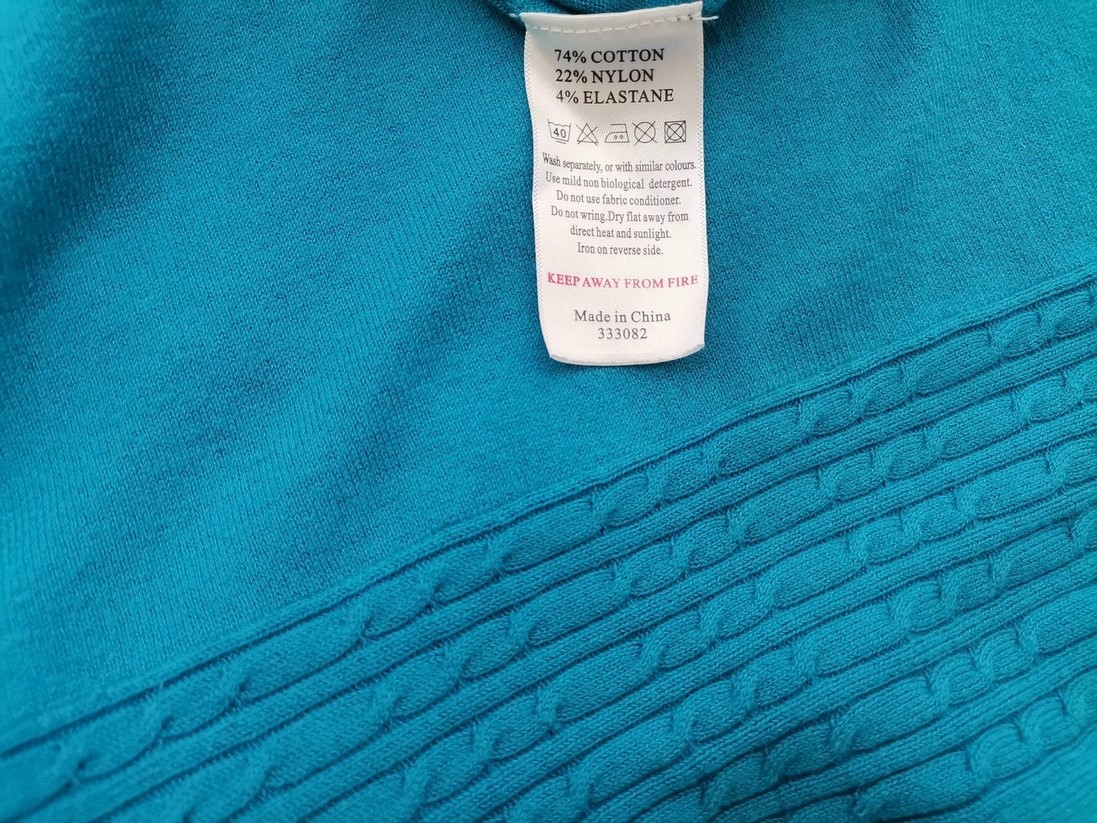 74% COTTON
22% NYLON
4% ELASTANE
40
Wash separately, or with similar colours.
Use mild non biological detergent.
Do not use fabric conditioner.
Do not wring.Dry flat away from
direct heat and sunlight.
Iron on reverse side.
KEEP AWAY FROM FIRE
Made in China
333082